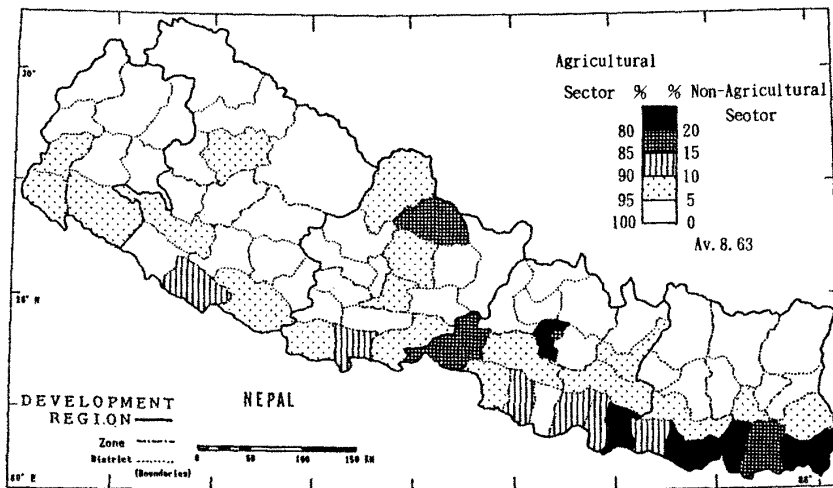 30°
Agricultural
Sector % % Non-Agricultural
Seotor
80 20
85 15
90 10
95 5
100 0
Av. 8.63
28° N
DEVELOPMENT
REGION
NEPAL
Zone
District
(Boundaries)
0 50 100 150 KM
80° E
88°